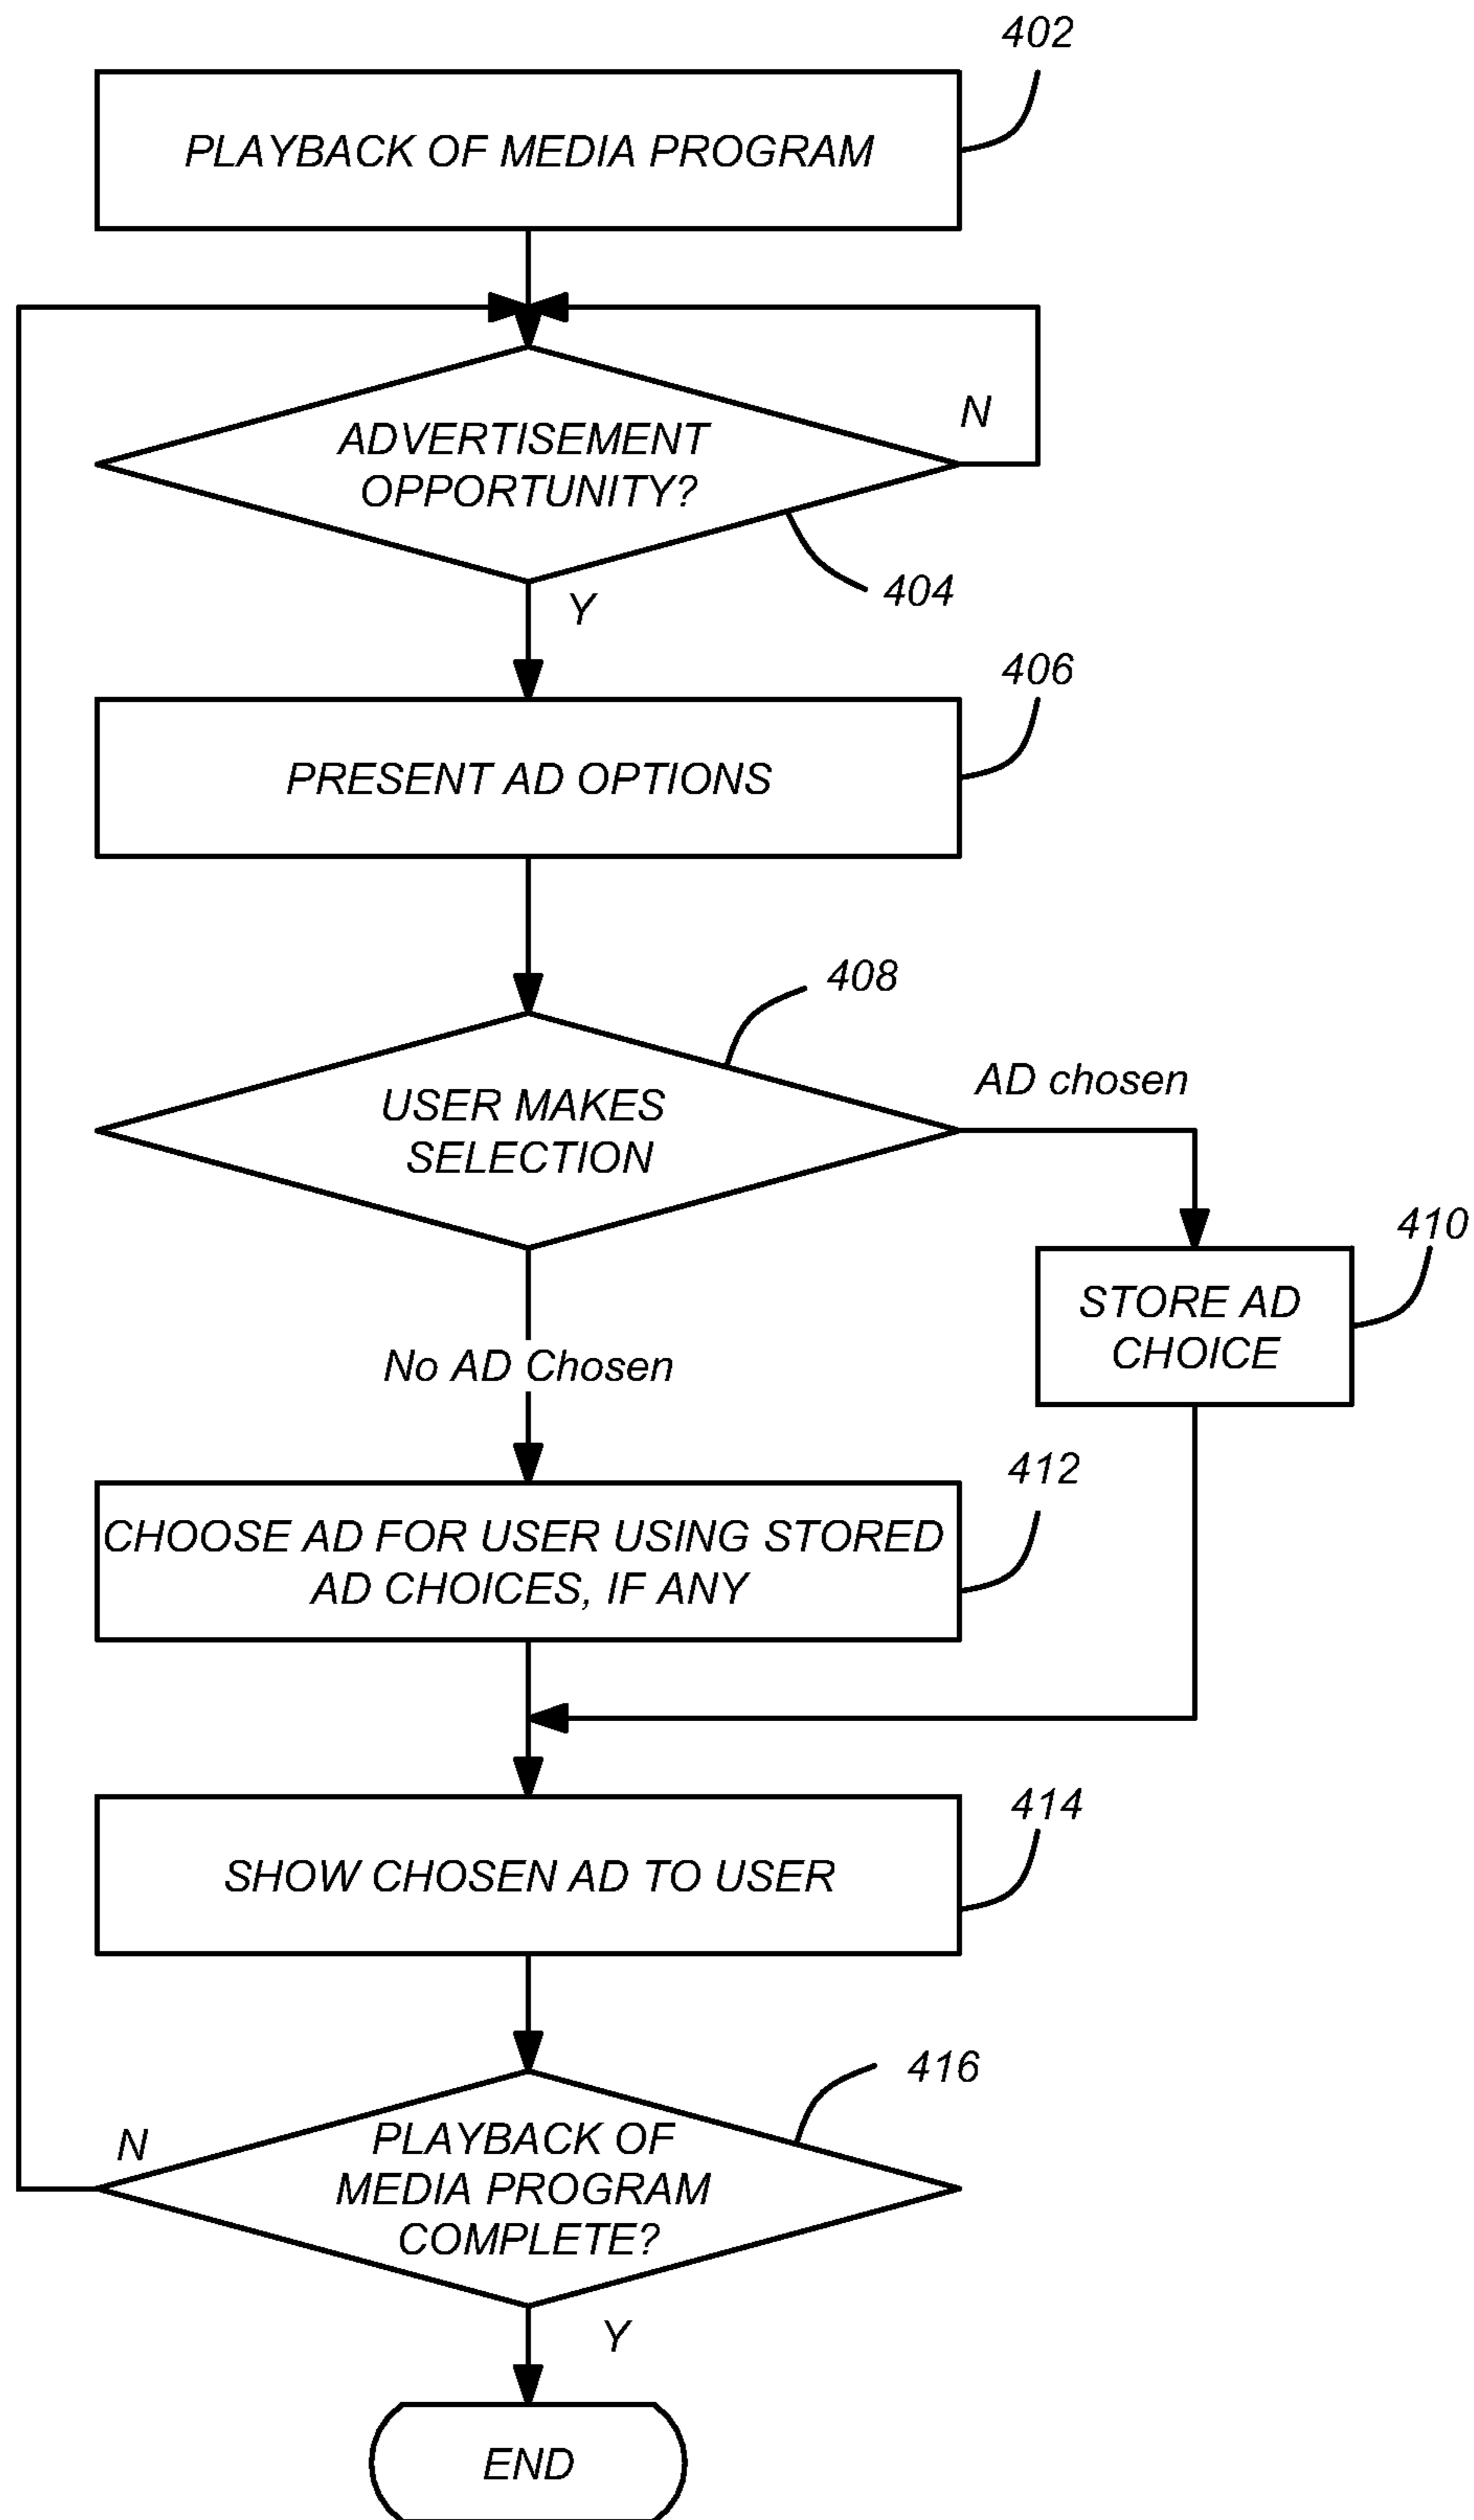 402
PLAYBACK OF MEDIA PROGRAM
N
ADVERTISEMENT
OPPORTUNITY?
404
Y
406
PRESENT AD OPTIONS
408
AD chosen
USER MAKES
SELECTION
410
STORE AD
CHOICE
No AD Chosen
412
CHOOSE AD FOR USER USING STORED
AD CHOICES, IF ANY
414
SHOW CHOSEN AD TO USER
416
N
PLAYBACK OF
MEDIA PROGRAM
COMPLETE?
Y
END